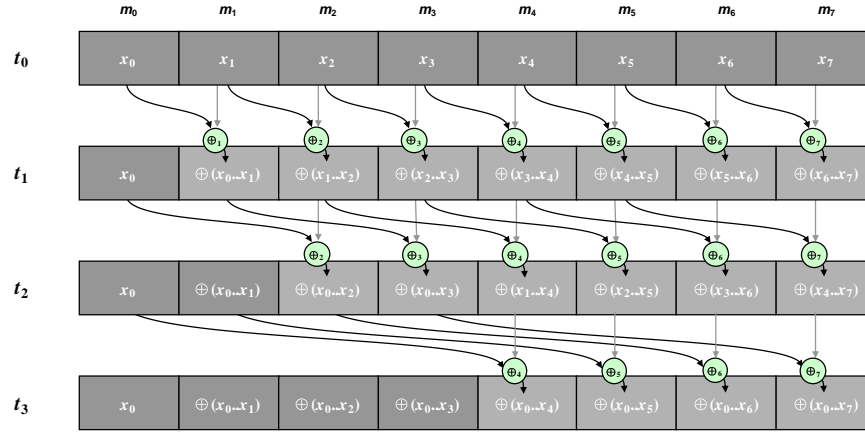 m₀ m₁ m₂ m₃ m₄ m₅ m₆ m₇
t₀ x₀ x₁ x₂ x₃ x₄ x₅ x₆ x₇
⊕₁ ⊕₂ ⊕₃ ⊕₄ ⊕₅ ⊕₆ ⊕₇
t₁ x₀ ⊕(x₀..x₁) ⊕(x₁..x₂) ⊕(x₂..x₃) ⊕(x₃..x₄) ⊕(x₄..x₅) ⊕(x₅..x₆) ⊕(x₆..x₇)
⊕₂ ⊕₃ ⊕₄ ⊕₅ ⊕₆ ⊕₇
t₂ x₀ ⊕(x₀..x₁) ⊕(x₀..x₂) ⊕(x₀..x₃) ⊕(x₁..x₄) ⊕(x₂..x₅) ⊕(x₃..x₆) ⊕(x₄..x₇)
⊕₄ ⊕₅ ⊕₆ ⊕₇
t₃ x₀ ⊕(x₀..x₁) ⊕(x₀..x₂) ⊕(x₀..x₃) ⊕(x₀..x₄) ⊕(x₀..x₅) ⊕(x₀..x₆) ⊕(x₀..x₇)